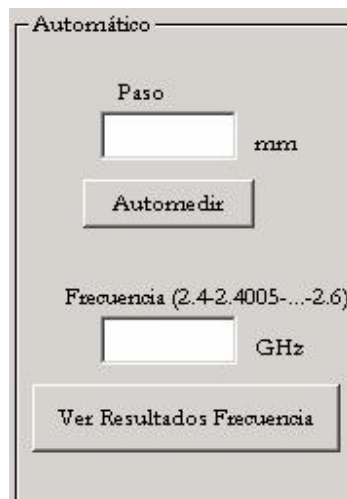 Automático
Paso
mm
Automedir
Frecuencia (2.4-2.4005-...-2.6)
GHz
Ver Resultados Frecuencia